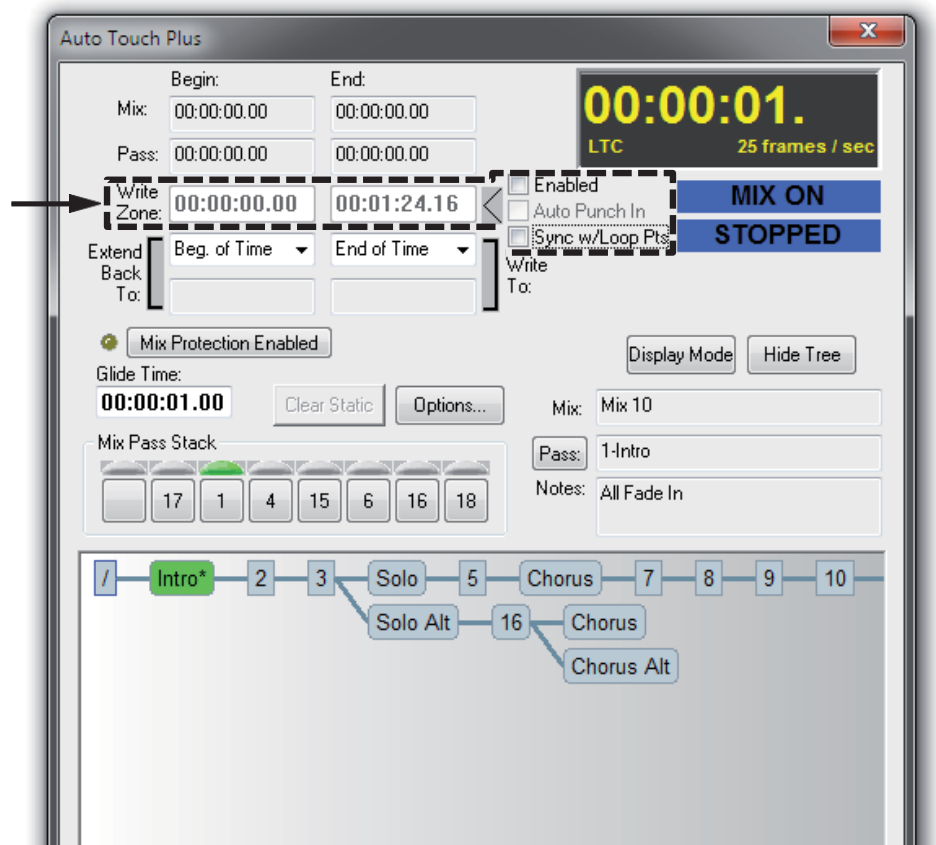 Auto Touch Plus
Begin: End:
Mix: 00:00:00.00 00:00:00.00
00:00:01.
LTC 25 frames / sec
Pass: 00:00:00.00 00:00:00.00
Write Zone: 00:00:00.00 00:01:24.16
Enabled
Auto Punch In
Sync w/Loop Pts
MIX ON
STOPPED
Extend Back To: Beg. of Time End of Time
Write To:
Mix Protection Enabled
Display Mode Hide Tree
Glide Time:
00:00:01.00 Clear Static Options...
Mix: Mix 10
Mix Pass Stack
Pass: 1-Intro
17 1 4 15 6 16 18
Notes: All Fade In
/ Intro* 2 3 Solo 5 Chorus 7 8 9 10
Solo Alt 16 Chorus
Chorus Alt